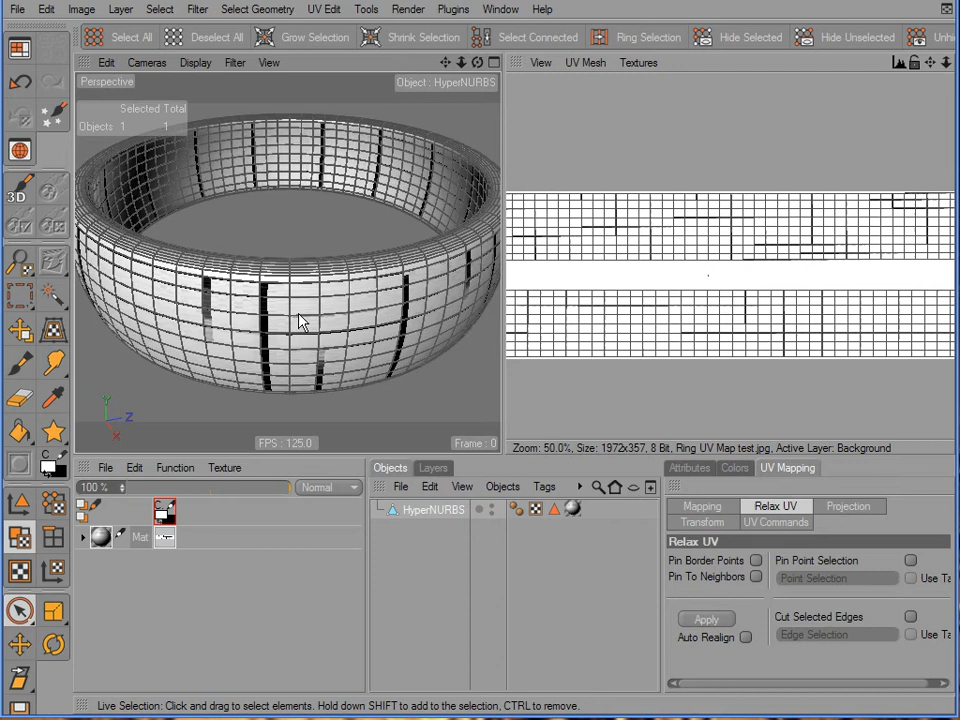 File Edit Image Layer Select Filter Select Geometry UV Edit Tools Render Plugins Window Help
Select All Deselect All Grow Selection Shrink Selection Select Connected Ring Selection Hide Selected Hide Unselected
Edit Cameras Display Filter View
View UV Mesh Textures
Perspective
Object : HyperNURBS
Selected Total
Objects 1 1
3D
Y
Z
X
FPS : 125.0
Frame : 0
Zoom: 50.0%, Size: 1972x357, 8 Bit, Ring UV Map test.jpg, Active Layer: Background
C
File Edit Function Texture
100 %
Normal
C
Mat
Objects Layers
File Edit View Objects Tags
HyperNURBS
Attributes Colors UV Mapping
Mapping Relax UV Projection
Transform UV Commands
Relax UV
Pin Border Points
Pin Point Selection
Pin To Neighbors
Point Selection
Use Ta
Apply
Cut Selected Edges
Auto Realign
Edge Selection
Use Ta
Live Selection: Click and drag to select elements. Hold down SHIFT to add to the selection, CTRL to remove.